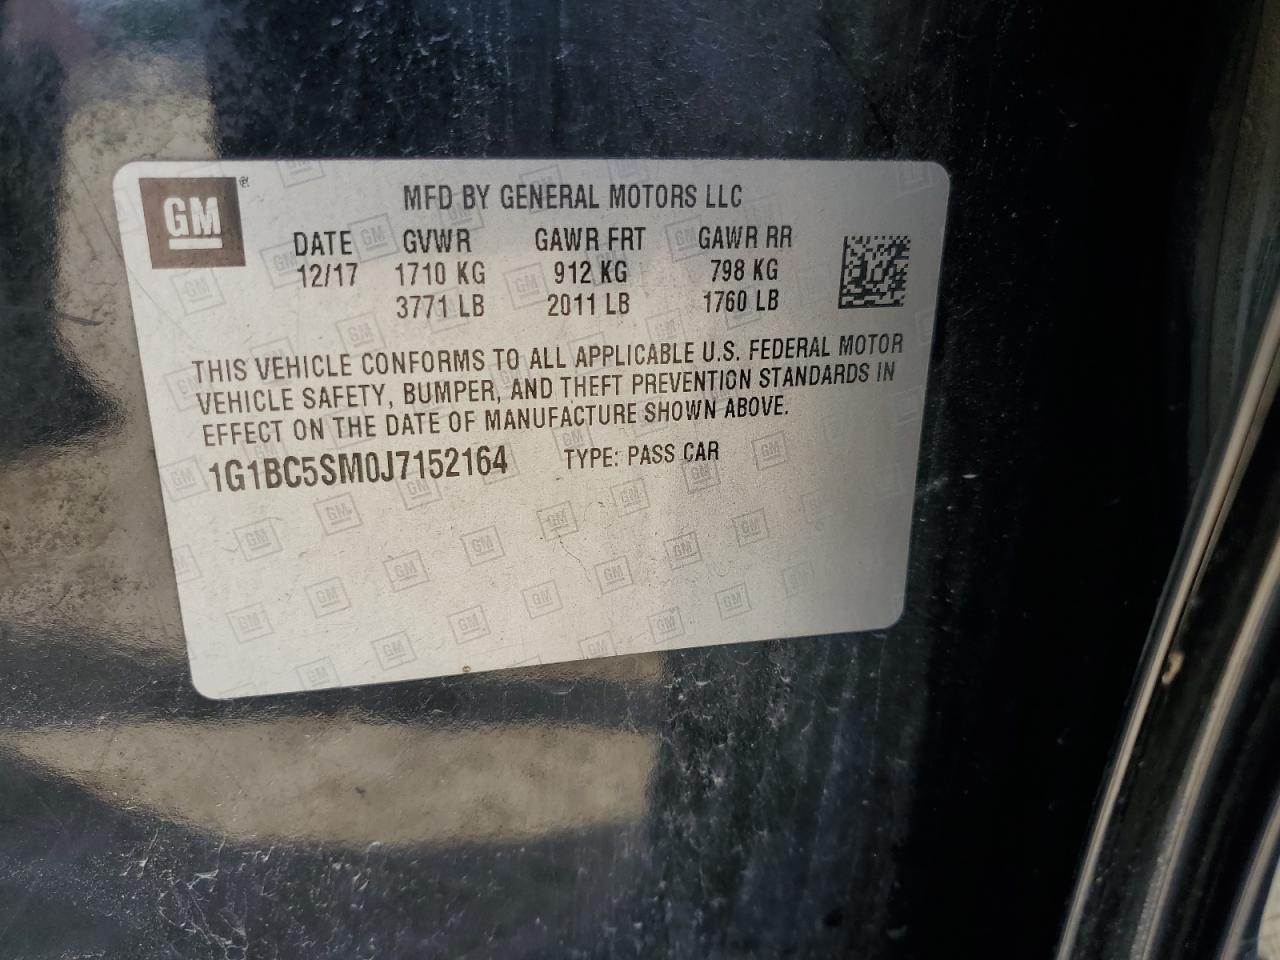 GM ®
MFD BY GENERAL MOTORS LLC
DATE GVWR GAWR FRT GAWR RR
12/17 1710 KG 912 KG 798 KG
3771 LB 2011 LB 1760 LB
THIS VEHICLE CONFORMS TO ALL APPLICABLE U.S. FEDERAL MOTOR
VEHICLE SAFETY, BUMPER, AND THEFT PREVENTION STANDARDS IN
EFFECT ON THE DATE OF MANUFACTURE SHOWN ABOVE.
1G1BC5SM0J7152164 TYPE: PASS CAR